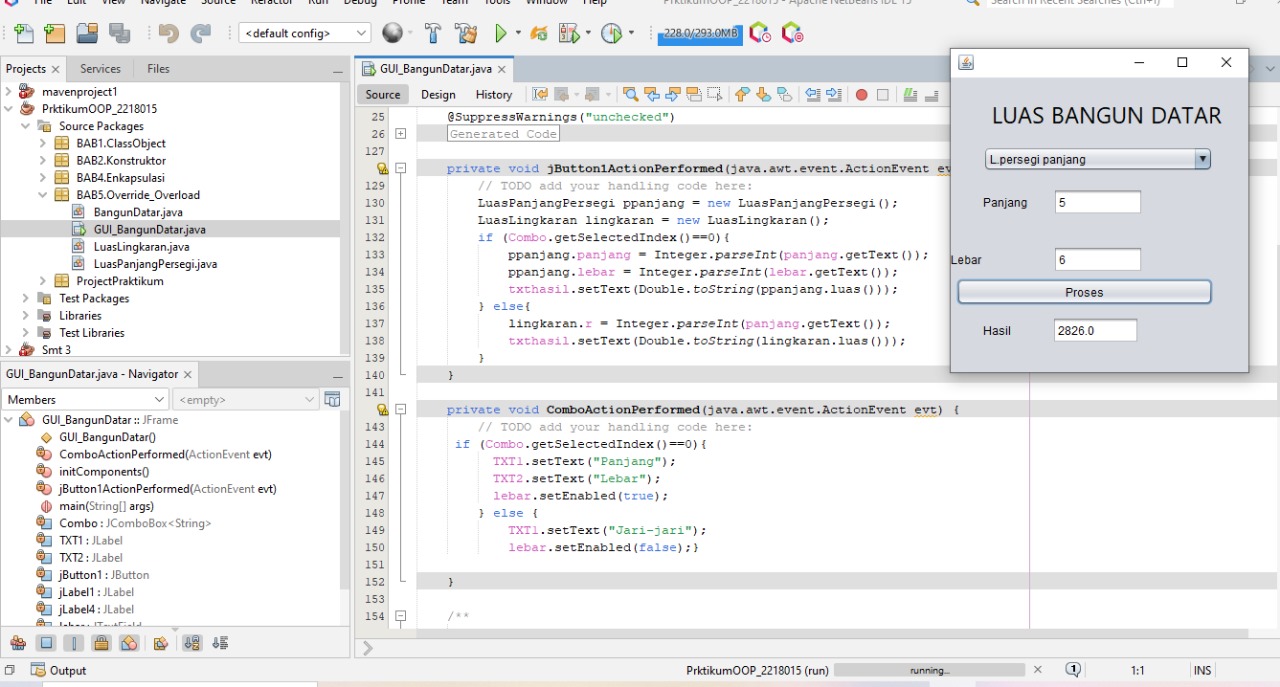 File Edit View Navigate Source Refactor Run Debug Profile Team Tools Window Help
PrktikumOOP_2218015 - Apache NetBeans IDE 15
Search in Recent Searches (Ctrl+I)
<default config>
228.0/293.0MB
Projects
Services
Files
mavenproject1
PrktikumOOP_2218015
Source Packages
BAB1.ClassObject
BAB2.Konstruktor
BAB4.Enkapsulasi
BAB5.Override_Overload
BangunDatar.java
GUI_BangunDatar.java
LuasLingkaran.java
LuasPanjangPersegi.java
ProjectPraktikum
Test Packages
Libraries
Test Libraries
Smt 3
GUI_BangunDatar.java - Navigator
Members
<empty>
GUI_BangunDatar :: JFrame
GUI_BangunDatar()
ComboActionPerformed(ActionEvent evt)
initComponents()
jButton1ActionPerformed(ActionEvent evt)
main(String[] args)
Combo : JComboBox<String>
TXT1 : JLabel
TXT2 : JLabel
jButton1 : JButton
jLabel1 : JLabel
jLabel4 : JLabel
lebar : JTextField
Output
GUI_BangunDatar.java
Source Design History
25 @SuppressWarnings("unchecked")
26 Generated Code
127
private void jButton1ActionPerformed(java.awt.event.ActionEvent ev
129 // TODO add your handling code here:
130 LuasPanjangPersegi ppanjang = new LuasPanjangPersegi();
131 LuasLingkaran lingkaran = new LuasLingkaran();
132 if (Combo.getSelectedIndex()==0){
133 ppanjang.panjang = Integer.parseInt(panjang.getText());
134 ppanjang.lebar = Integer.parseInt(lebar.getText());
135 txthasil.setText(Double.toString(ppanjang.luas()));
136 } else{
137 lingkaran.r = Integer.parseInt(panjang.getText());
138 txthasil.setText(Double.toString(lingkaran.luas()));
139 }
140 }
141
private void ComboActionPerformed(java.awt.event.ActionEvent evt) {
143 // TODO add your handling code here:
144 if (Combo.getSelectedIndex()==0){
145 TXT1.setText("Panjang");
146 TXT2.setText("Lebar");
147 lebar.setEnabled(true);
148 } else {
149 TXT1.setText("Jari-jari");
150 lebar.setEnabled(false);}
151
152 }
153
154 /**
LUAS BANGUN DATAR
L.persegi panjang
Panjang 5
Lebar 6
Proses
Hasil 2826.0
PrktikumOOP_2218015 (run) running... 1 1:1 INS